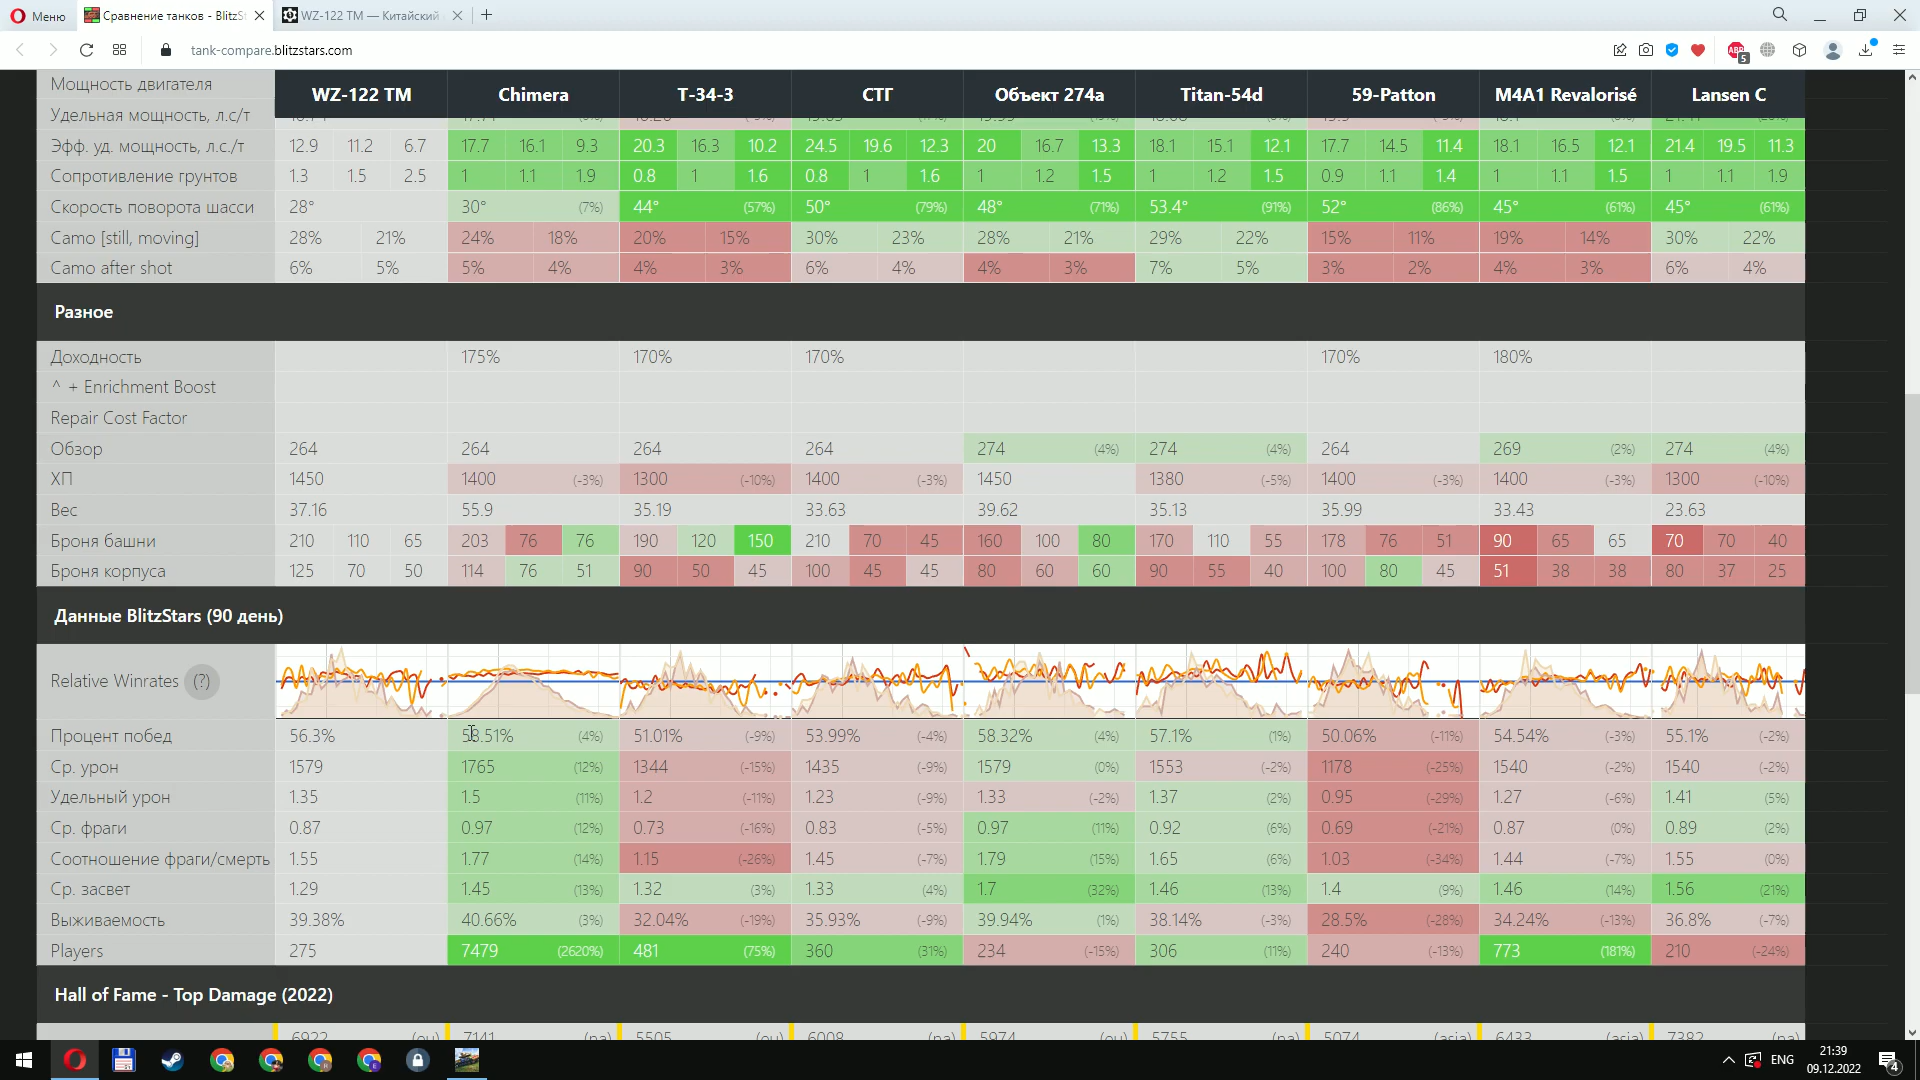 Меню Сравнение танков - BlitzSt WZ-122 TM — Китайский
tank-compare.blitzstars.com 5
Мощность двигателя WZ-122 TM Chimera T-34-3 СТГ Объект 274а Titan-54d 59-Patton M4A1 Revalorisé Lansen C
Удельная мощность, л.с/т
Эфф. уд. мощность, л.с./т 12.9 11.2 6.7 17.7 16.1 9.3 20.3 16.3 10.2 24.5 19.6 12.3 20 16.7 13.3 18.1 15.1 12.1 17.7 14.5 11.4 18.1 16.5 12.1 21.4 19.5 11.3
Сопротивление грунтов 1.3 1.5 2.5 1 1.1 1.9 0.8 1 1.6 0.8 1 1.6 1 1.2 1.5 1 1.2 1.5 0.9 1.1 1.4 1 1.1 1.5 1 1.1 1.9
Скорость поворота шасси 28° 30° (7%) 44° (57%) 50° (79%) 48° (71%) 53.4° (91%) 52° (86%) 45° (61%) 45° (61%)
Camo [still, moving] 28% 21% 24% 18% 20% 15% 30% 23% 28% 21% 29% 22% 15% 11% 19% 14% 30% 22%
Camo after shot 6% 5% 5% 4% 4% 3% 6% 4% 4% 3% 7% 5% 3% 2% 4% 3% 6% 4%
Разное
Доходность 175% 170% 170% 170% 180%
^ + Enrichment Boost
Repair Cost Factor
Обзор 264 264 264 264 274 (4%) 274 (4%) 264 269 (2%) 274 (4%)
ХП 1450 1400 (-3%) 1300 (-10%) 1400 (-3%) 1450 1380 (-5%) 1400 (-3%) 1400 (-3%) 1300 (-10%)
Вес 37.16 55.9 35.19 33.63 39.62 35.13 35.99 33.43 23.63
Броня башни 210 110 65 203 76 76 190 120 150 210 70 45 160 100 80 170 110 55 178 76 51 90 65 65 70 70 40
Броня корпуса 125 70 50 114 76 51 90 50 45 100 45 45 80 60 60 90 55 40 100 80 45 51 38 38 80 37 25
Данные BlitzStars (90 день)
Relative Winrates (?)
Процент побед 56.3% 58.51% (4%) 51.01% (-9%) 53.99% (-4%) 58.32% (4%) 57.1% (1%) 50.06% (-11%) 54.54% (-3%) 55.1% (-2%)
Ср. урон 1579 1765 (12%) 1344 (-15%) 1435 (-9%) 1579 (0%) 1553 (-2%) 1178 (-25%) 1540 (-2%) 1540 (-2%)
Удельный урон 1.35 1.5 (11%) 1.2 (-11%) 1.23 (-9%) 1.33 (-2%) 1.37 (2%) 0.95 (-29%) 1.27 (-6%) 1.41 (5%)
Ср. фраги 0.87 0.97 (12%) 0.73 (-16%) 0.83 (-5%) 0.97 (11%) 0.92 (6%) 0.69 (-21%) 0.87 (0%) 0.89 (2%)
Соотношение фраги/смерть 1.55 1.77 (14%) 1.15 (-26%) 1.45 (-7%) 1.79 (15%) 1.65 (6%) 1.03 (-34%) 1.44 (-7%) 1.55 (0%)
Ср. засвет 1.29 1.45 (13%) 1.32 (3%) 1.33 (4%) 1.7 (32%) 1.46 (13%) 1.4 (9%) 1.46 (14%) 1.56 (21%)
Выживаемость 39.38% 40.66% (3%) 32.04% (-19%) 35.93% (-9%) 39.94% (1%) 38.14% (-3%) 28.5% (-28%) 34.24% (-13%) 36.8% (-7%)
Players 275 7479 (2620%) 481 (75%) 360 (31%) 234 (-15%) 306 (11%) 240 (-13%) 773 (181%) 210 (-24%)
Hall of Fame - Top Damage (2022)
6922 (eu) 7141 (na) 5505 (eu) 6008 (na) 5974 (eu) 5755 (na) 5074 (asia) 6433 (asia) 7382 (na)
ENG 21:39
09.12.2022 4